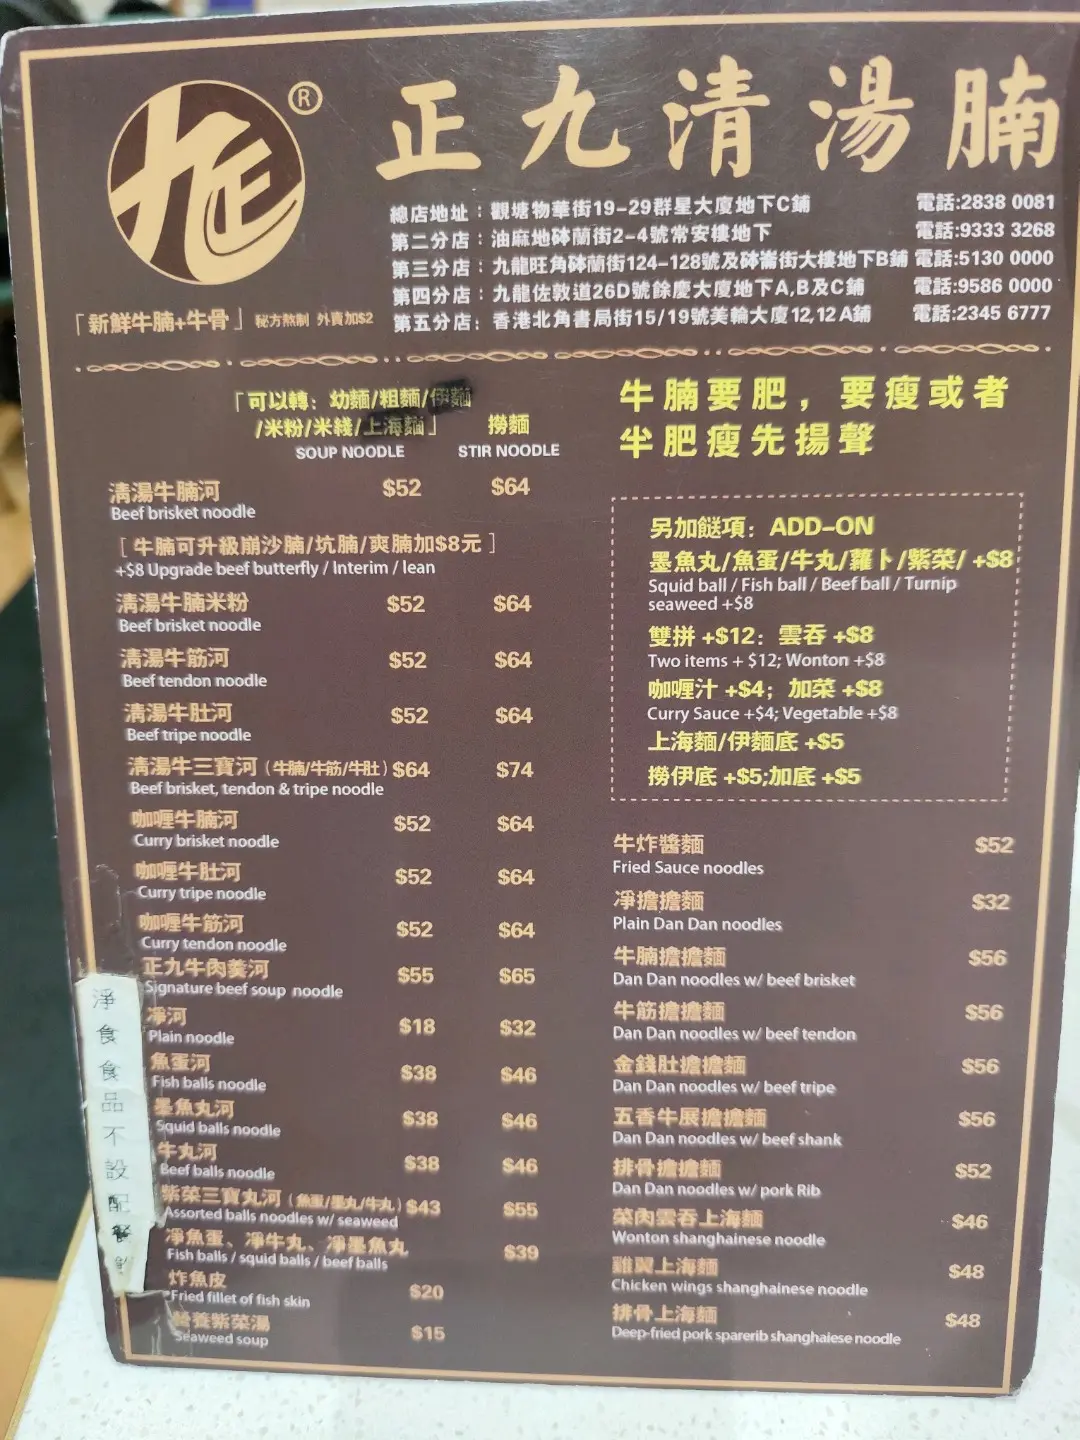 九正
®
正九清湯腩
總店地址：觀塘物華街19-29群星大廈地下C鋪 電話:2838 0081
第二分店：油麻地砵蘭街2-4號常安樓地下 電話:9333 3268
第三分店：九龍旺角砵蘭街124-128號及砵崙街大樓地下B鋪 電話:5130 0000
第四分店：九龍佐敦道26D號餘慶大廈地下A,B及C鋪 電話:9586 0000
第五分店：香港北角書局街15/19號美輪大廈12,12A鋪 電話:2345 6777
「新鮮牛腩+牛骨」秘方熬制 外賣加$2
「可以轉：幼麵/粗麵/伊麵
/米粉/米綫/上海麵」 撈麵
SOUP NOODLE STIR NOODLE
清湯牛腩河 $52 $64
Beef brisket noodle
［牛腩可升級崩沙腩/坑腩/爽腩加$8元］
+$8 Upgrade beef butterfly / Interim / lean
清湯牛腩米粉 $52 $64
Beef brisket noodle
清湯牛筋河 $52 $64
Beef tendon noodle
清湯牛肚河 $52 $64
Beef tripe noodle
清湯牛三寶河（牛腩/牛筋/牛肚）$64 $74
Beef brisket, tendon & tripe noodle
咖喱牛腩河 $52 $64
Curry brisket noodle
咖喱牛肚河 $52 $64
Curry tripe noodle
咖喱牛筋河 $52 $64
Curry tendon noodle
正九牛肉羹河 $55 $65
Signature beef soup noodle
凈河 $18 $32
Plain noodle
魚蛋河 $38 $46
Fish balls noodle
墨魚丸河 $38 $46
Squid balls noodle
牛丸河 $38 $46
Beef balls noodle
紫菜三寶丸河（魚蛋/墨丸/牛丸）$43 $55
Assorted balls noodles w/ seaweed
凈魚蛋、凈牛丸、凈墨魚丸 $39
Fish balls / squid balls / beef balls
炸魚皮 $20
Fried fillet of fish skin
營養紫菜湯 $15
Seaweed soup
淨食食品不設配餐
牛腩要肥，要瘦或者
半肥瘦先揚聲
另加餸項：ADD-ON
墨魚丸/魚蛋/牛丸/蘿卜/紫菜/ +$8
Squid ball / Fish ball / Beef ball / Turnip
seaweed +$8
雙拼 +$12：雲吞 +$8
Two items + $12; Wonton +$8
咖喱汁 +$4；加菜 +$8
Curry Sauce +$4; Vegetable +$8
上海麵/伊麵底 +$5
撈伊底 +$5;加底 +$5
牛炸醬麵 $52
Fried Sauce noodles
凈擔擔麵 $32
Plain Dan Dan noodles
牛腩擔擔麵 $56
Dan Dan noodles w/ beef brisket
牛筋擔擔麵 $56
Dan Dan noodles w/ beef tendon
金錢肚擔擔麵 $56
Dan Dan noodles w/ beef tripe
五香牛展擔擔麵 $56
Dan Dan noodles w/ beef shank
排骨擔擔麵 $52
Dan Dan noodles w/ pork Rib
菜肉雲吞上海麵 $46
Wonton shanghainese noodle
雞翼上海麵 $48
Chicken wings shanghainese noodle
排骨上海麵 $48
Deep-fried pork sparerib shanghaiese noodle